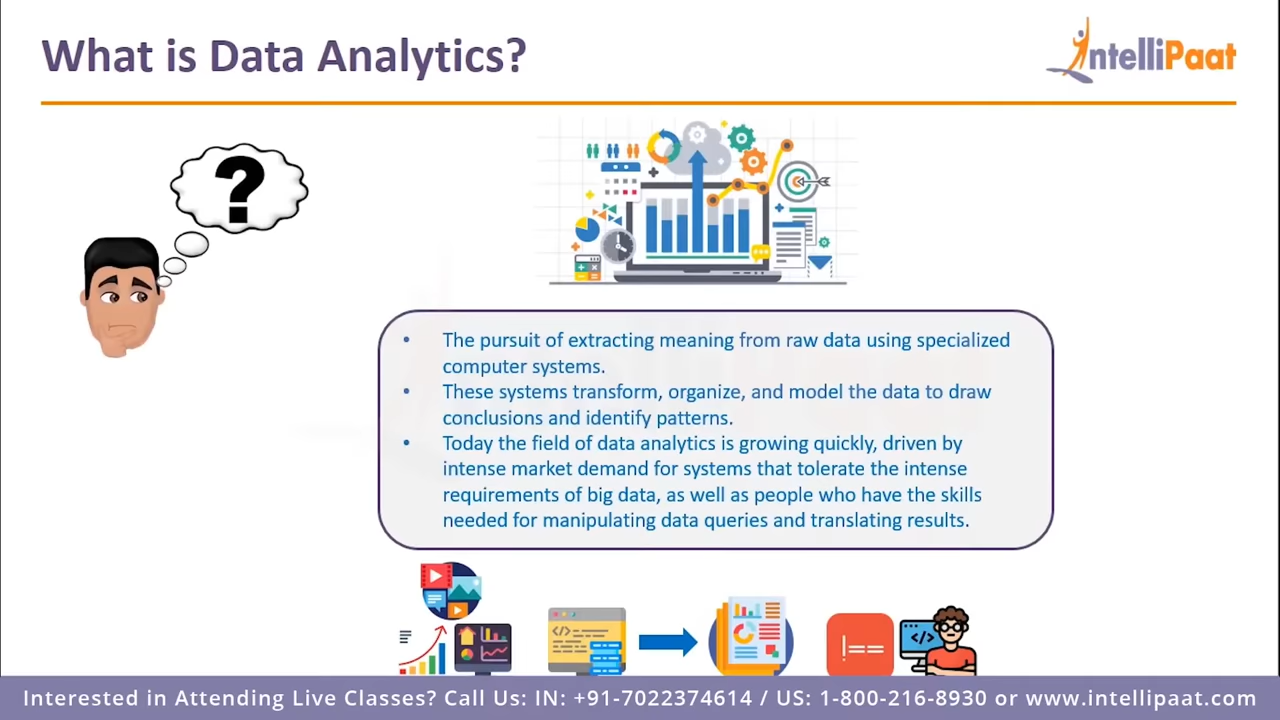 What is Data Analytics?
IntelliPaat
?
• The pursuit of extracting meaning from raw data using specialized
computer systems.
• These systems transform, organize, and model the data to draw
conclusions and identify patterns.
• Today the field of data analytics is growing quickly, driven by
intense market demand for systems that tolerate the intense
requirements of big data, as well as people who have the skills
needed for manipulating data queries and translating results.
</>
!==
</>
Interested in Attending Live Classes? Call Us: IN: +91-7022374614 / US: 1-800-216-8930 or www.intellipaat.com